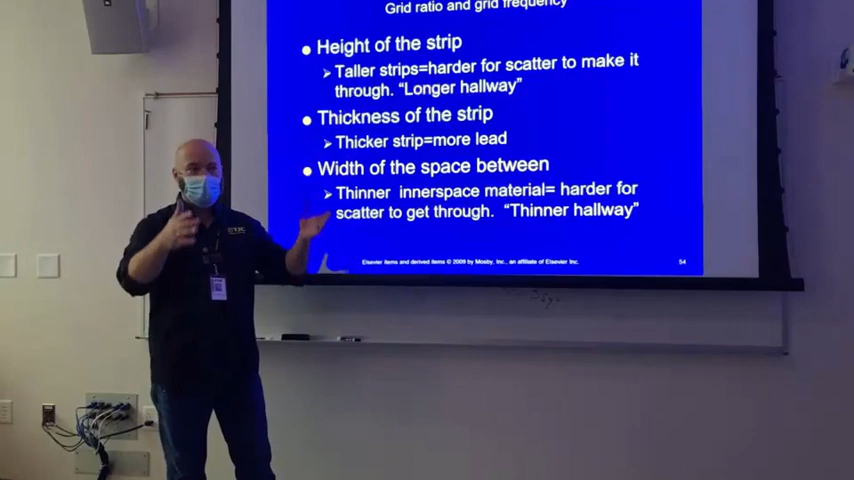 Grid ratio and grid frequency
Height of the strip
Taller strips=harder for scatter to make it
through. “Longer hallway”
Thickness of the strip
Thicker strip=more lead
Width of the space between
Thinner innerspace material= harder for
scatter to get through. “Thinner hallway”
Elsevier items and derived items © 2009 by Mosby, Inc., an affiliate of Elsevier Inc.
54